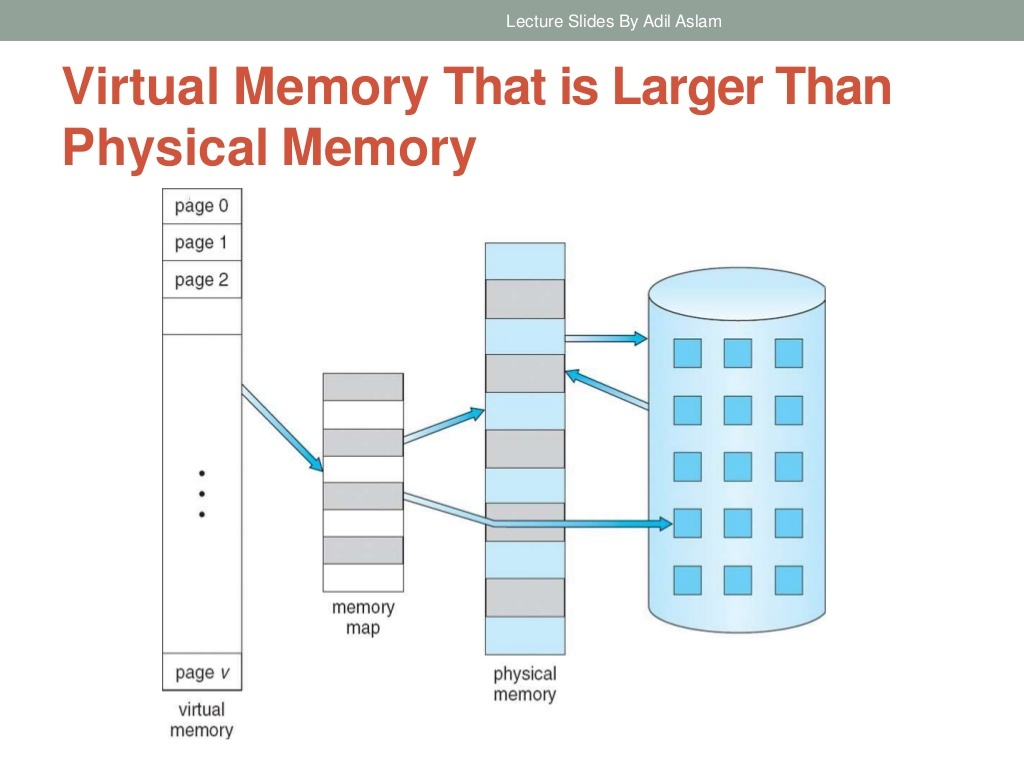 Lecture Slides By Adil Aslam
Virtual Memory That is Larger Than
Physical Memory
page 0
page 1
page 2
page v
virtual
memory
memory
map
physical
memory